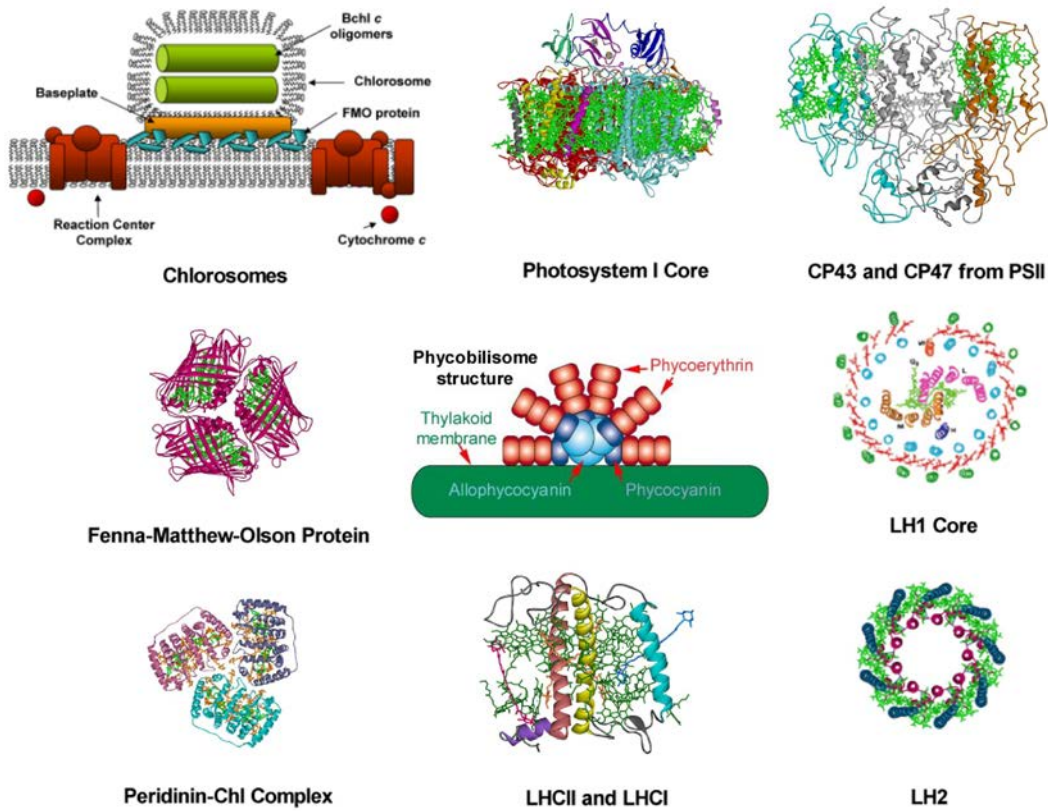 Bchl c
oligomers
Chlorosome
Baseplate
FMO protein
Reaction Center
Complex
Cytochrome c
Chlorosomes
Photosystem I Core
CP43 and CP47 from PSII
Phycobilisome
structure
Phycoerythrin
Thylakoid
membrane
Allophycocyanin
Phycocyanin
Fenna-Matthew-Olson Protein
LH1 Core
Peridinin-Chl Complex
LHCII and LHCI
LH2